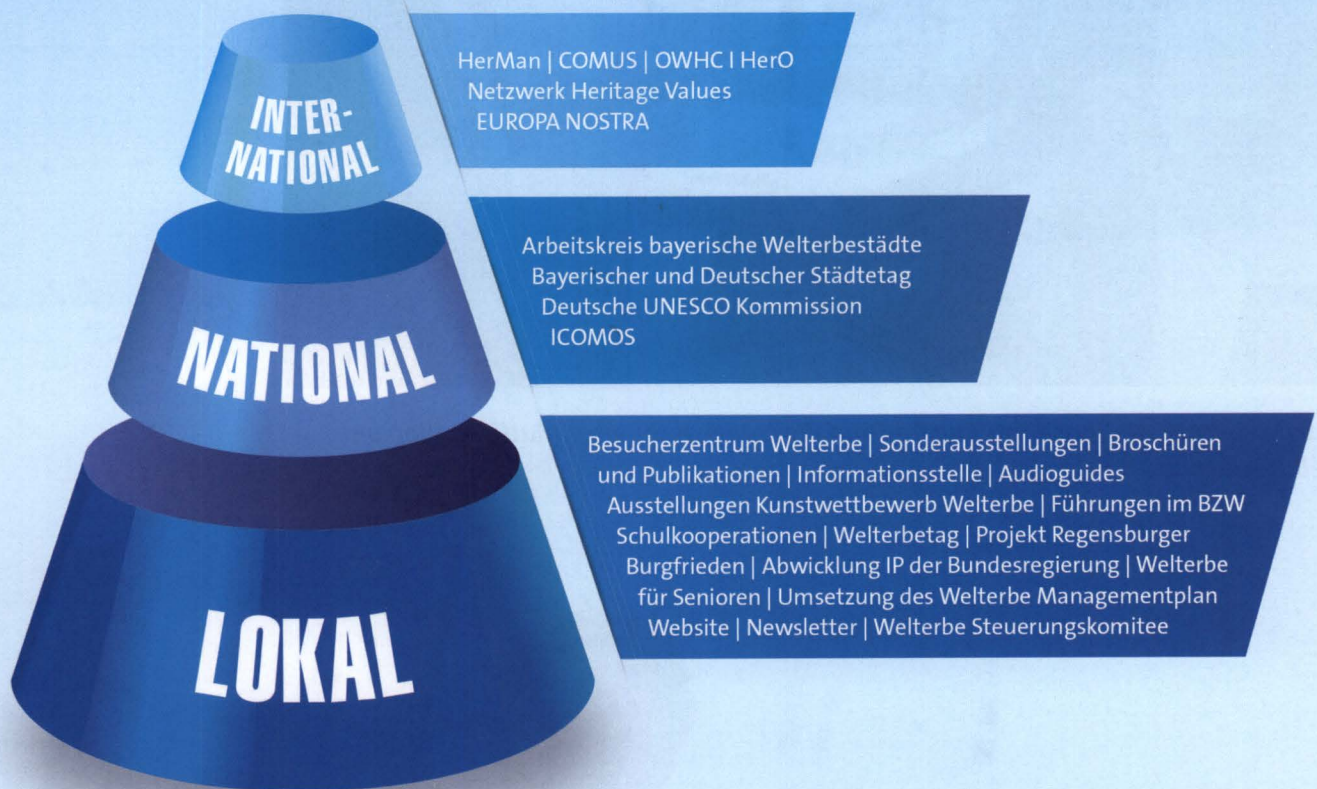 INTER-
NATIONAL
HerMan | COMUS | OWHC I HerO
Netzwerk Heritage Values
EUROPA NOSTRA
NATIONAL
Arbeitskreis bayerische Welterbestädte
Bayerischer und Deutscher Städtetag
Deutsche UNESCO Kommission
ICOMOS
LOKAL
Besucherzentrum Welterbe | Sonderausstellungen | Broschüren
und Publikationen | Informationsstelle | Audioguides
Ausstellungen Kunstwettbewerb Welterbe | Führungen im BZW
Schulkooperationen | Welterbetag | Projekt Regensburger
Burgfrieden | Abwicklung IP der Bundesregierung | Welterbe
für Senioren | Umsetzung des Welterbe Managementplan
Website | Newsletter | Welterbe Steuerungskomitee